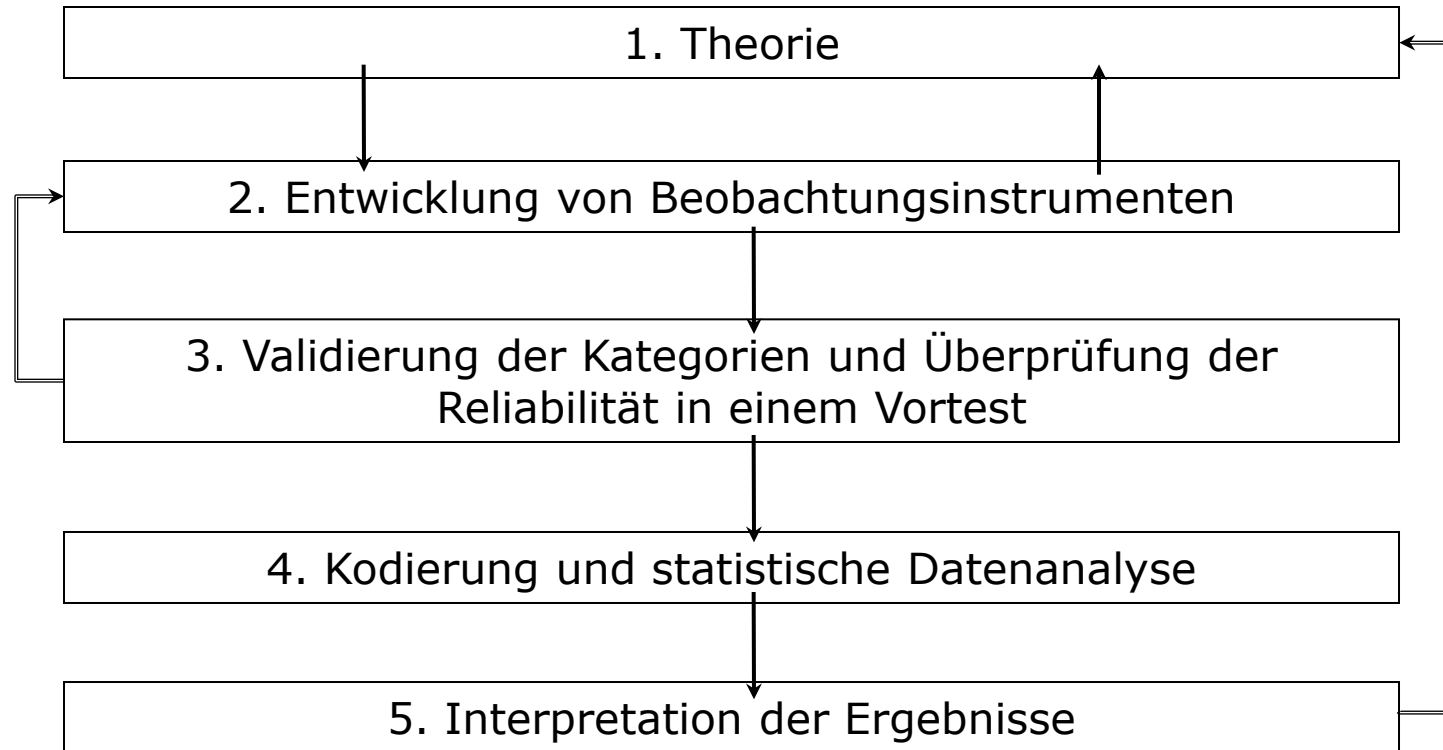 1. Theorie
2. Entwicklung von Beobachtungsinstrumenten
3. Validierung der Kategorien und Überprüfung der
Reliabilität in einem Vortest
4. Kodierung und statistische Datenanalyse
5. Interpretation der Ergebnisse